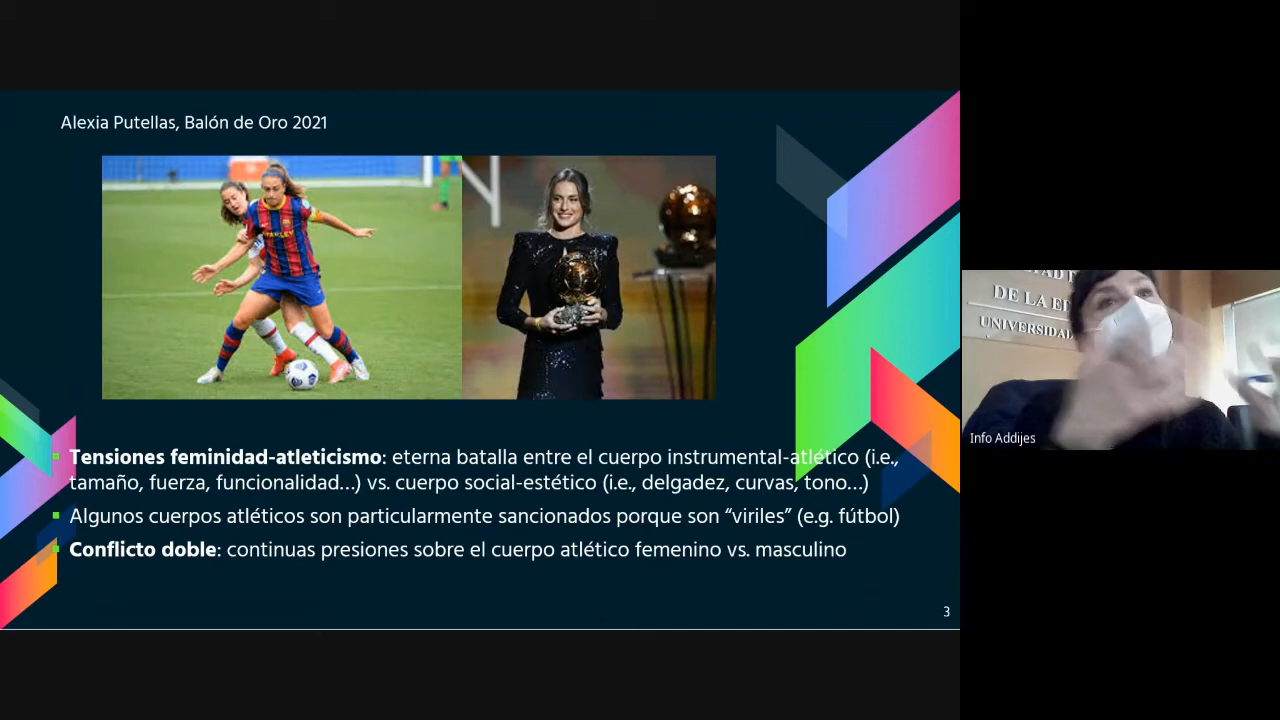 Alexia Putellas, Balón de Oro 2021
N
STANLEY
Tensiones feminidad-atleticismo: eterna batalla entre el cuerpo instrumental-atlético (i.e.,
tamaño, fuerza, funcionalidad…) vs. cuerpo social-estético (i.e., delgadez, curvas, tono…)
Algunos cuerpos atléticos son particularmente sancionados porque son “viriles” (e.g. fútbol)
Conflicto doble: continuas presiones sobre el cuerpo atlético femenino vs. masculino
3
DE LA
UNIVERSIDAD
Info Addijes